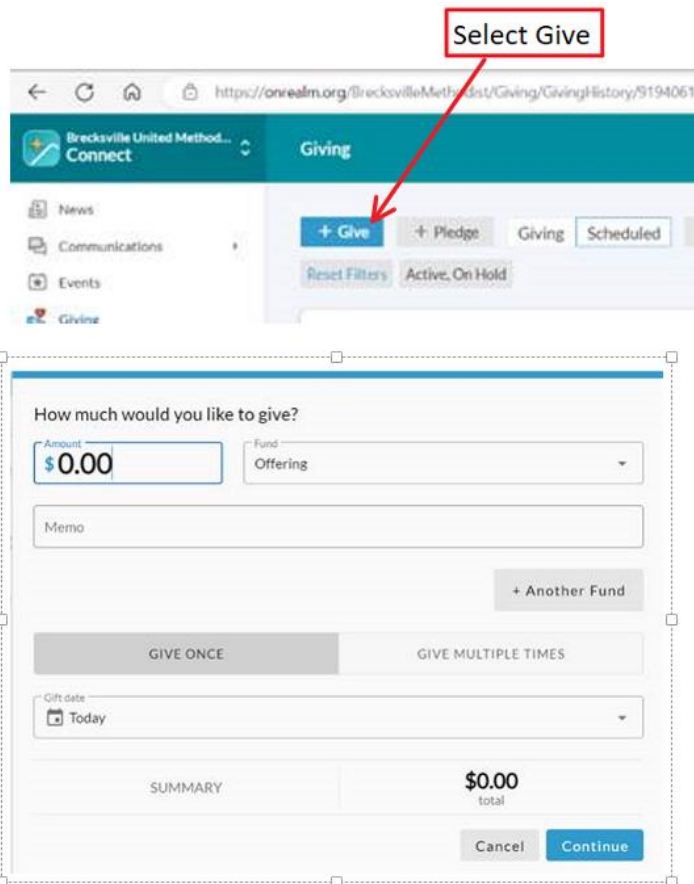 Select Give
https://onrealm.org/BrecksvilleMethodist/Giving/GivingHistory/9194061
Brecksville United Method...
Connect
Giving
News
Communications
Events
Giving
+ Give
+ Pledge
Giving
Scheduled
Reset Filters
Active, On Hold
How much would you like to give?
Amount
$0.00
Fund
Offering
Memo
+ Another Fund
GIVE ONCE
GIVE MULTIPLE TIMES
Gift date
Today
SUMMARY
$0.00
total
Cancel
Continue